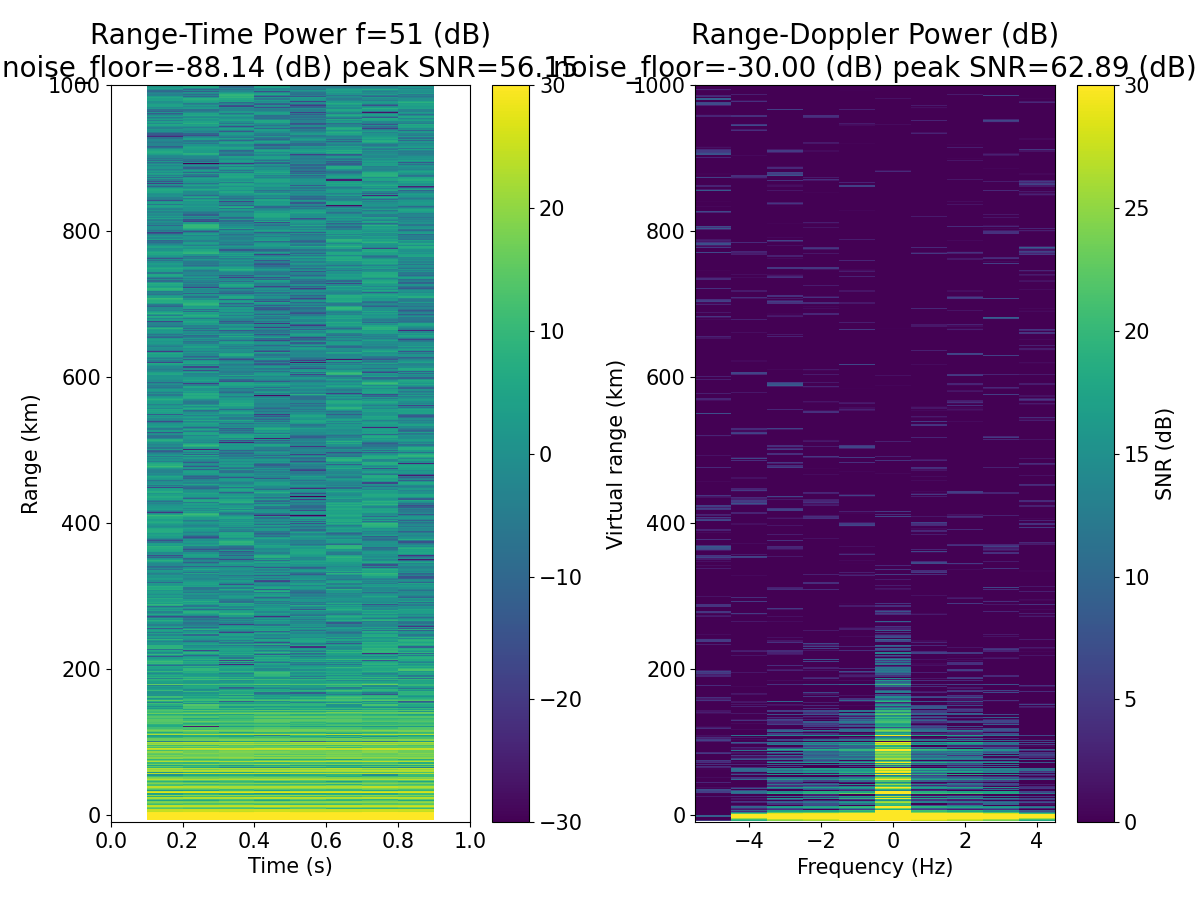 Range-Time Power f=51 (dB)
noise_floor=-88.14 (dB) peak SNR=56.15
Range-Doppler Power (dB)
noise_floor=-30.00 (dB) peak SNR=62.89 (dB)
1000
800
600
400
200
0
Range (km)
0.0 0.2 0.4 0.6 0.8 1.0
Time (s)
30
20
10
0
−10
−20
−30
1000
800
600
400
200
0
Virtual range (km)
−4 −2 0 2 4
Frequency (Hz)
30
25
20
15
10
5
0
SNR (dB)